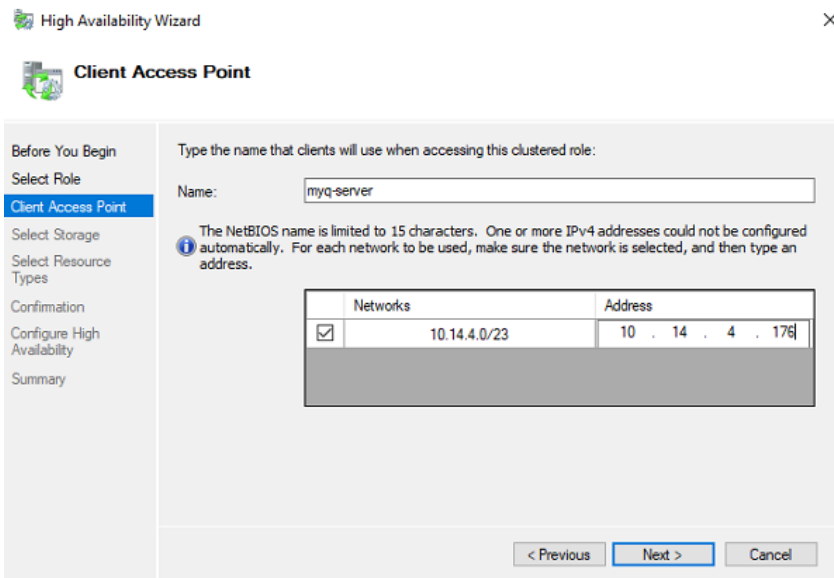 High Availability Wizard
Client Access Point
Before You Begin
Select Role
Client Access Point
Select Storage
Select Resource
Types
Confirmation
Configure High
Availability
Summary
Type the name that clients will use when accessing this clustered role:
Name:
myq-server
The NetBIOS name is limited to 15 characters. One or more IPv4 addresses could not be configured
automatically. For each network to be used, make sure the network is selected, and then type an
address.
Networks
Address
10.14.4.0/23
10 . 14 . 4 . 176
< Previous
Next >
Cancel